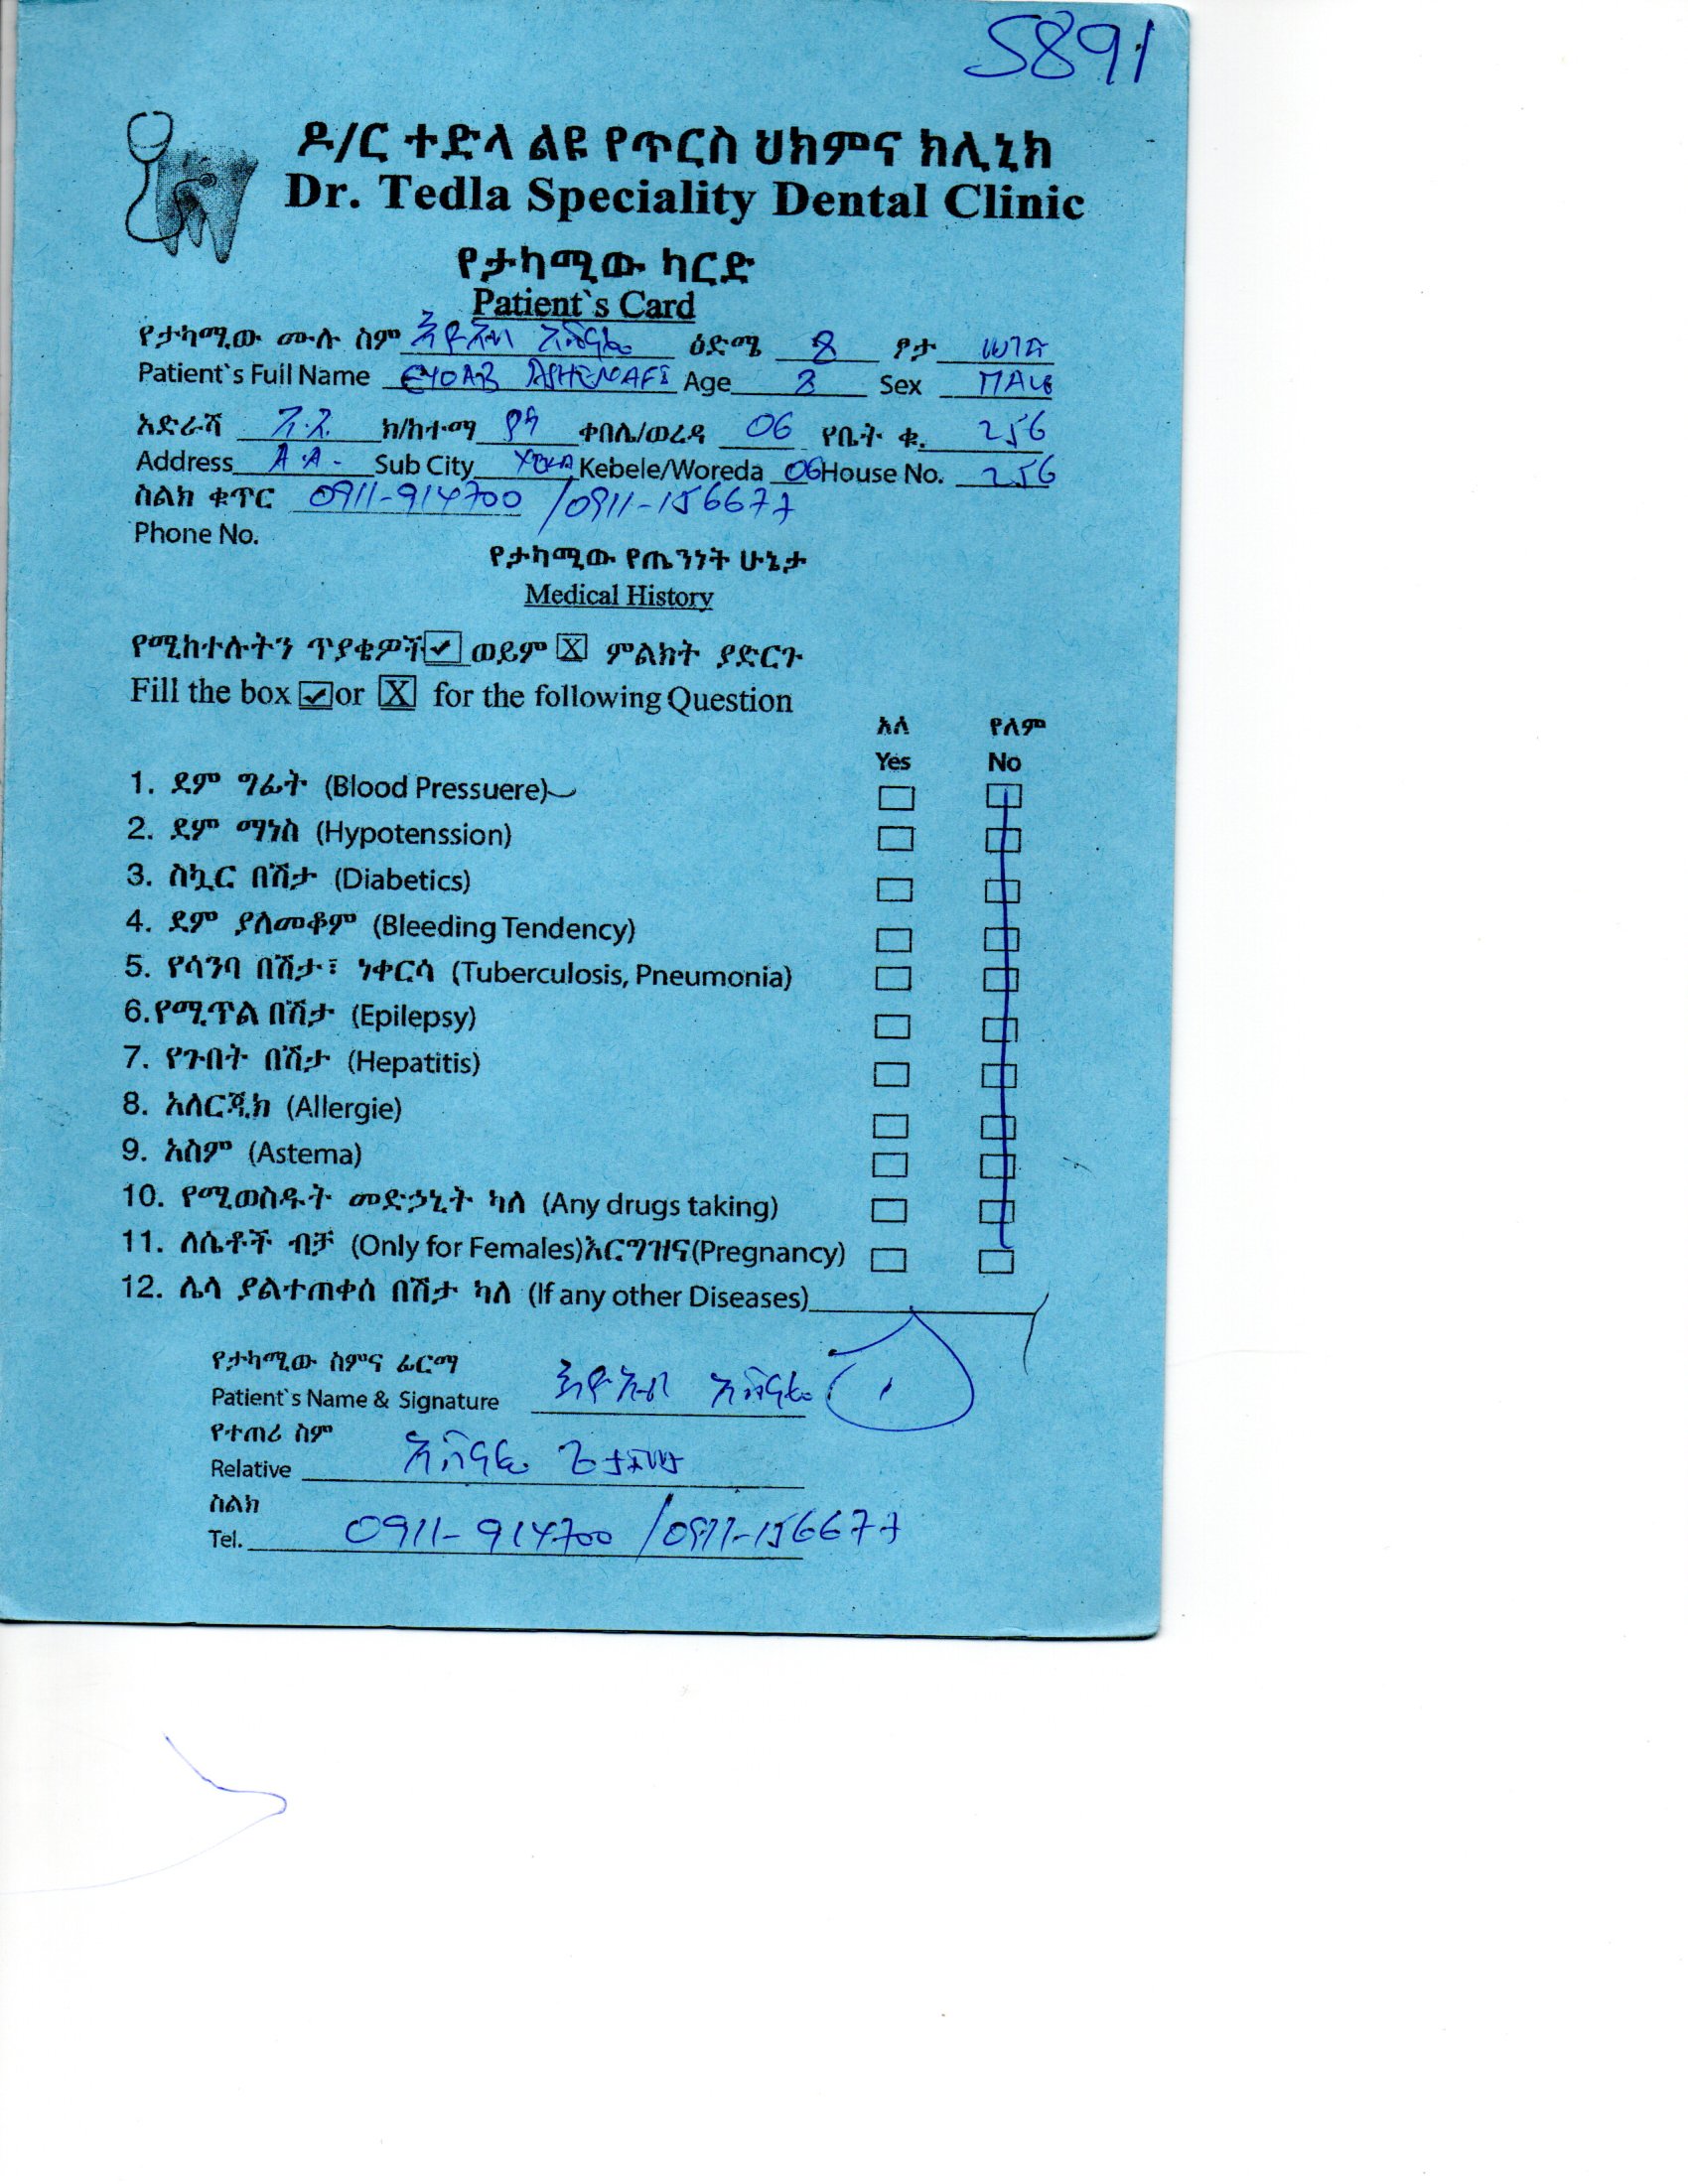 5891
ዶ/ር ተድላ ልዩ የጥርስ ህክምና ክሊኒክ
Dr. Tedla Speciality Dental Clinic
የታካሚው ካርድ
Patient`s Card
የታካሚው ሙሉ ስም እዮአብ አሸናፊ ዕድሜ 8 ፆታ ወንድ
Patient`s Full Name EYOAB ASHENAFI Age 8 Sex MALE
አድራሻ አ.አ. ክ/ከተማ የካ ቀበሌ/ወረዳ 06 የቤት ቁ. 256
Address A.A. Sub City YEKA Kebele/Woreda 06 House No. 256
ስልክ ቁጥር 0911-914700 /0911-156677
Phone No.
የታካሚው የጤንነት ሁኔታ
Medical History
የሚከተሉትን ጥያቄዎች ✓ ወይም X ምልክት ያድርጉ
Fill the box ✓ or X for the following Question
አለ የለም
Yes No
1. ደም ግፊት (Blood Pressuere)
2. ደም ማነስ (Hypotenssion)
3. ስኳር በሽታ (Diabetics)
4. ደም ያለመቆም (Bleeding Tendency)
5. የሳንባ በሽታ፣ ነቀርሳ (Tuberculosis, Pneumonia)
6.የሚጥል በሽታ (Epilepsy)
7. የጉበት በሽታ (Hepatitis)
8. አለርጂክ (Allergie)
9. አስም (Astema)
10. የሚወስዱት መድኃኒት ካለ (Any drugs taking)
11. ለሴቶች ብቻ (Only for Females)እርግዝና(Pregnancy)
12. ሌላ ያልተጠቀሰ በሽታ ካለ (If any other Diseases)
የታካሚው ስምና ፊርማ
Patient`s Name & Signature እዮአብ አሸናፊ
የተጠሪ ስም
Relative አሸናፊ ጌታሸዉ
ስልክ
Tel. 0911-914700 /0911-156677